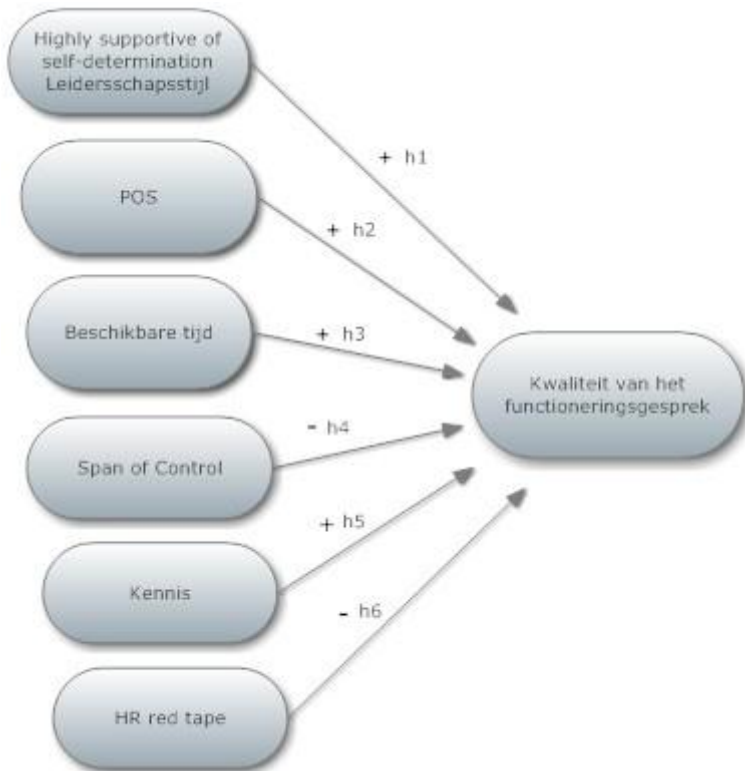 Highly supportive of
self-determination
Leidersschapsstijl
+ h1
POS
+ h2
Beschikbare tijd
+ h3
Kwaliteit van het
functioneringsgesprek
- h4
Span of Control
+ h5
Kennis
- h6
HR red tape